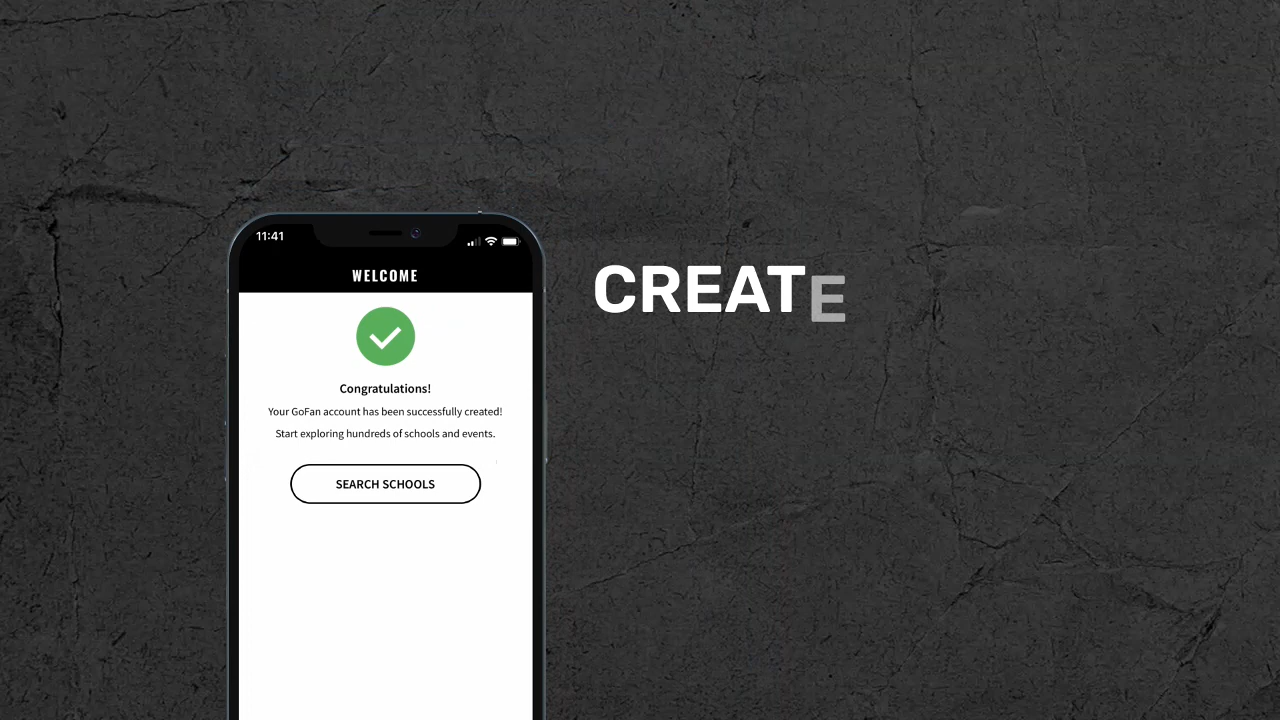 11:41
WELCOME
Congratulations!
Your GoFan account has been successfully created!
Start exploring hundreds of schools and events.
SEARCH SCHOOLS
CREATE